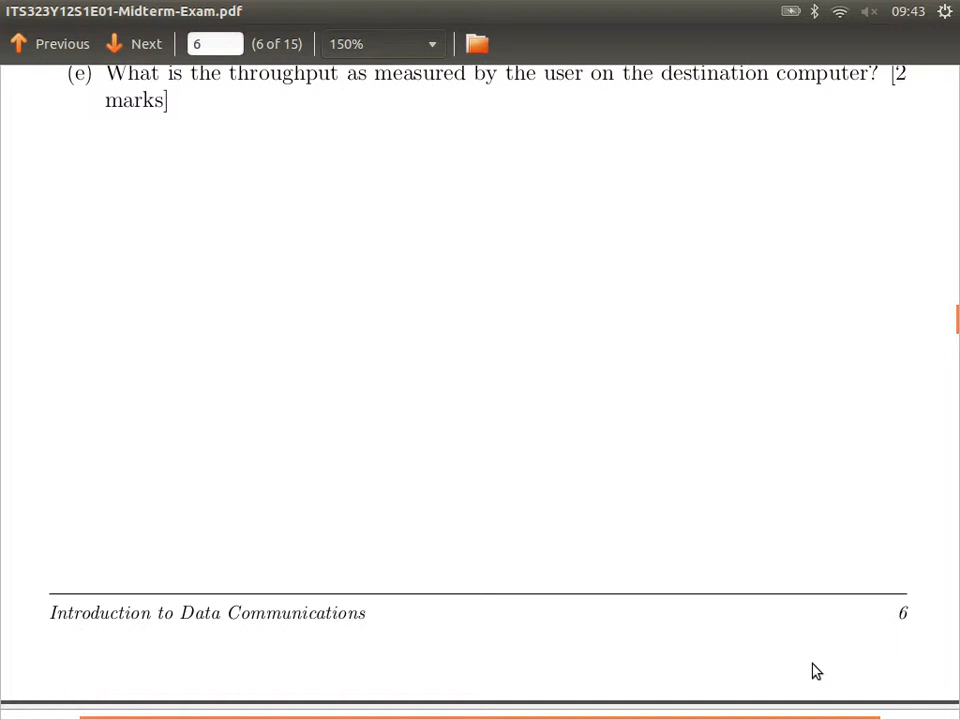 ITS323Y12S1E01-Midterm-Exam.pdf
09:43
Previous Next 6 (6 of 15) 150%
(e) What is the throughput as measured by the user on the destination computer? [2
marks]
Introduction to Data Communications 6